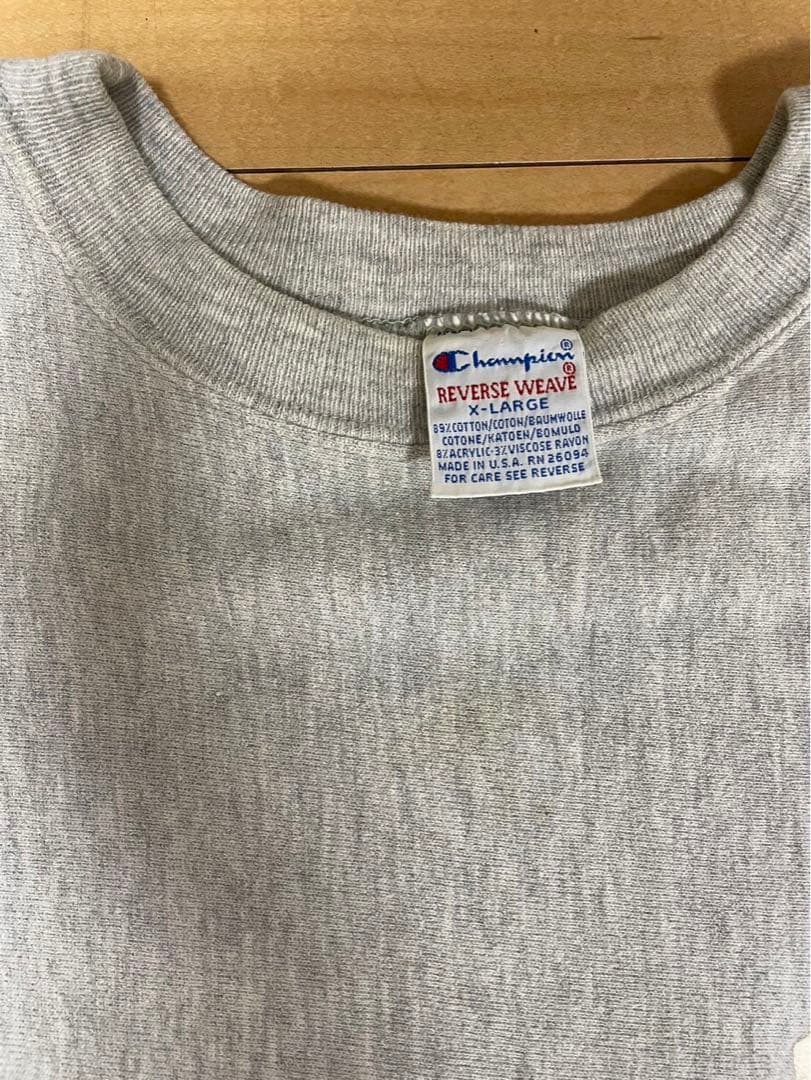 Champion®
REVERSE WEAVE®
X-LARGE
89% COTTON/COTON/BAUMWOLLE
COTONE/KATOEN/BOMULD
8% ACRYLIC-3% VISCOSE RAYON
MADE IN U.S.A. RN 26094
FOR CARE SEE REVERSE